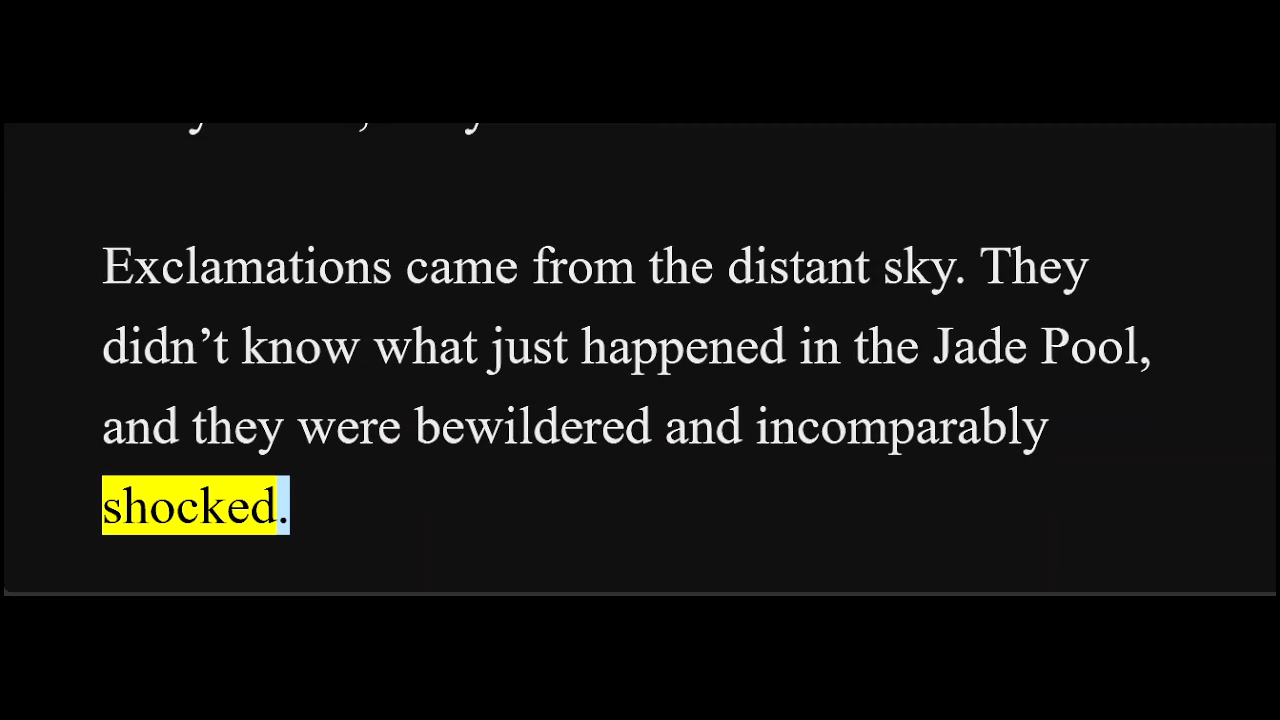 Exclamations came from the distant sky. They
didn’t know what just happened in the Jade Pool,
and they were bewildered and incomparably
shocked.